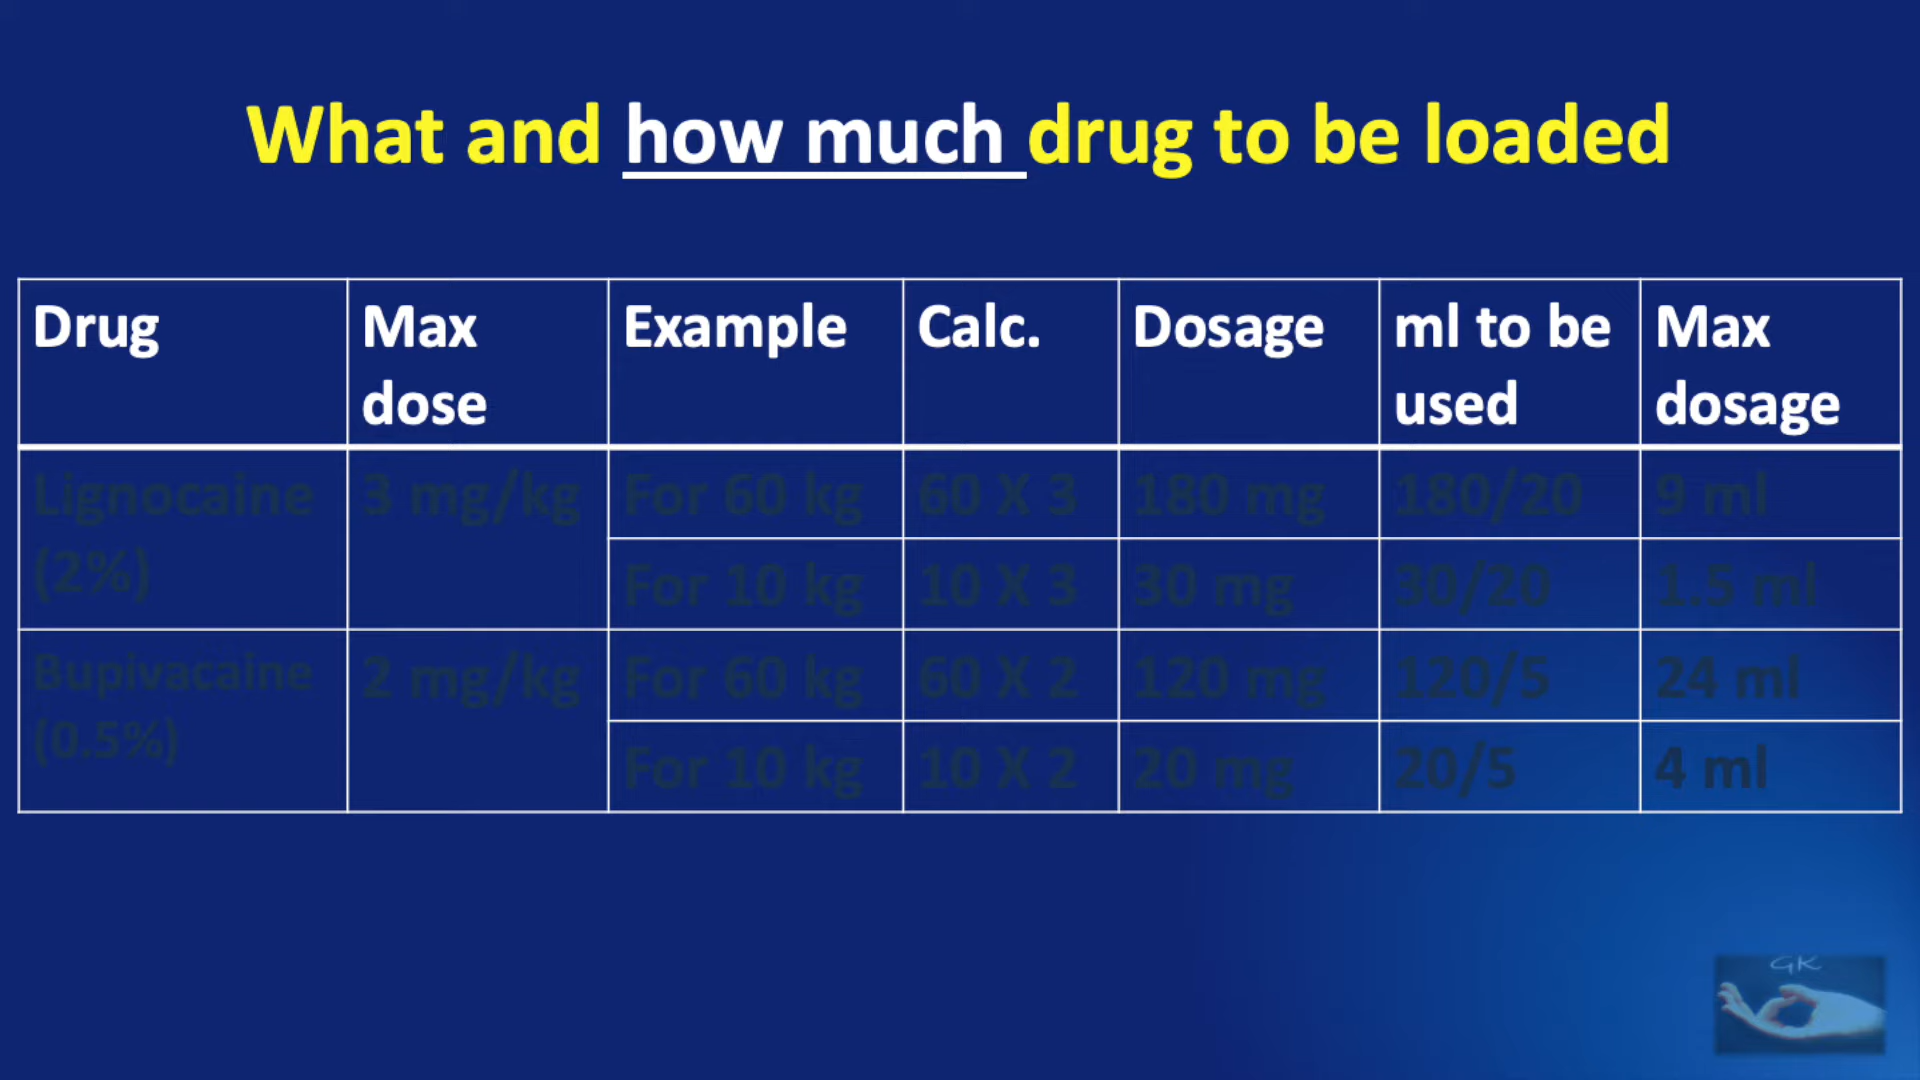 What and how much drug to be loaded
Drug Max dose Example Calc. Dosage ml to be used Max dosage
Lignocaine (2%) 3 mg/kg For 60 kg 60 X 3 180 mg 180/20 9 ml
For 10 kg 10 X 3 30 mg 30/20 1.5 ml
Bupivacaine (0.5%) 2 mg/kg For 60 kg 60 X 2 120 mg 120/5 24 ml
For 10 kg 10 X 2 20 mg 20/5 4 ml
GK